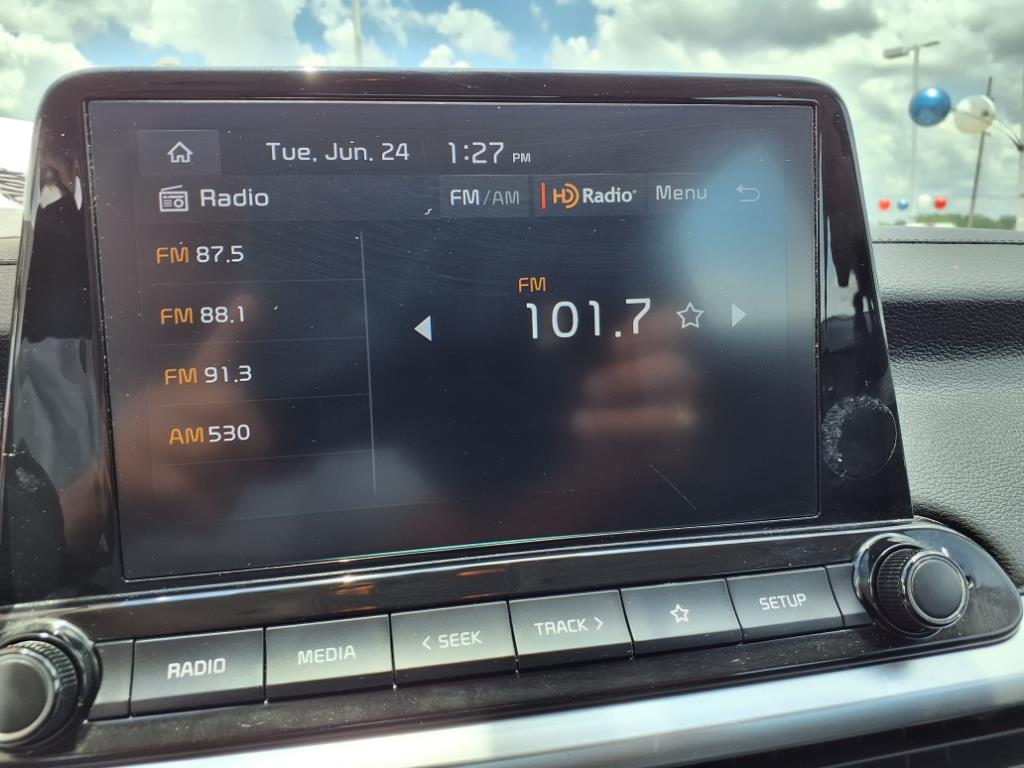 Tue, Jun. 24 1:27 PM
Radio FM/AM HD Radio® Menu
FM 87.5
FM 88.1
FM 91.3
AM 530
FM
101.7
RADIO MEDIA < SEEK TRACK > SETUP